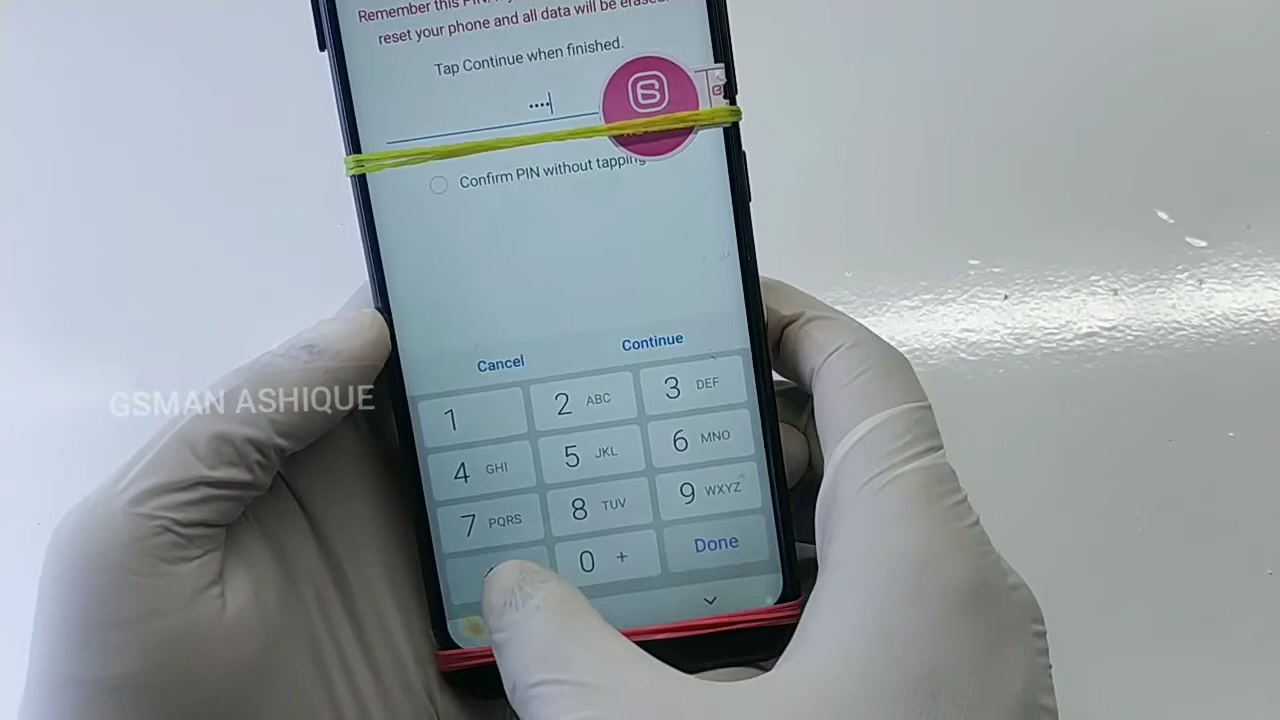 Remember this PIN.
reset your phone and all data will be erased.
Tap Continue when finished.
Confirm PIN without tapping
Cancel
Continue
1
2 ABC
3 DEF
4 GHI
5 JKL
6 MNO
7 PQRS
8 TUV
9 WXYZ
0 +
Done
GSMAN ASHIQUE